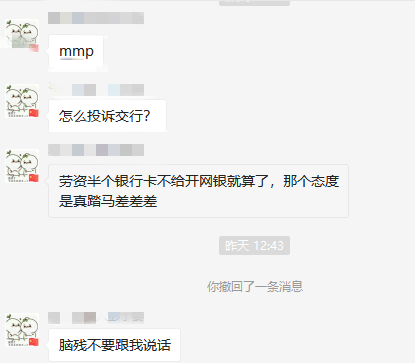 mmp
怎么投诉交行?
劳资半个银行卡不给开网银就算了，那个态度
是真踏马差差差
昨天 12:43
你撤回了一条消息
脑残不要跟我说话